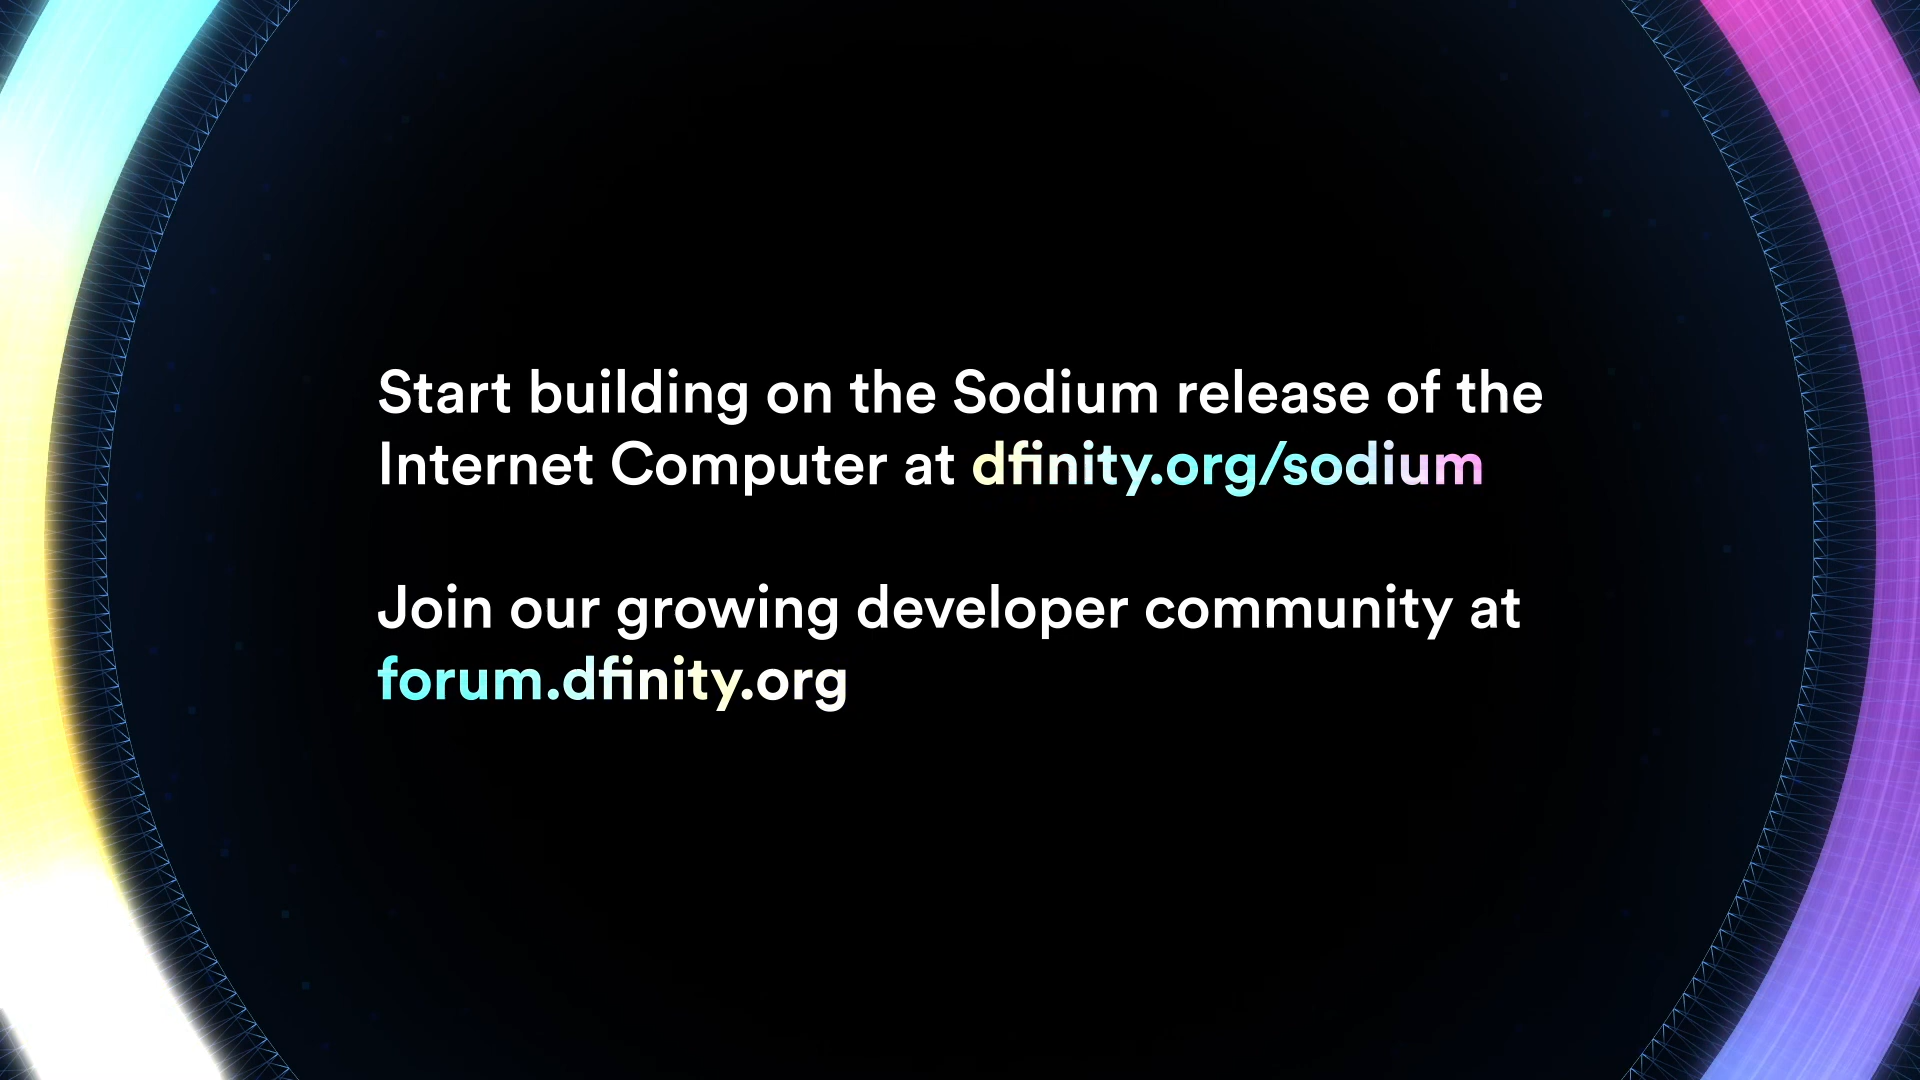 Start building on the Sodium release of the
Internet Computer at dfinity.org/sodium
Join our growing developer community at
forum.dfinity.org